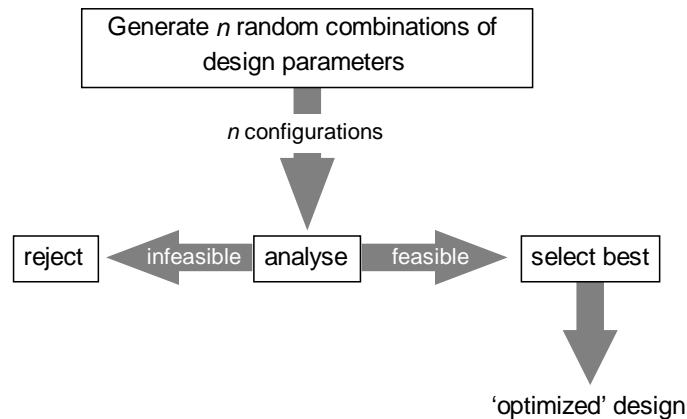 Generate n random combinations of
design parameters
n configurations
reject
infeasible
analyse
feasible
select best
‘optimized’ design